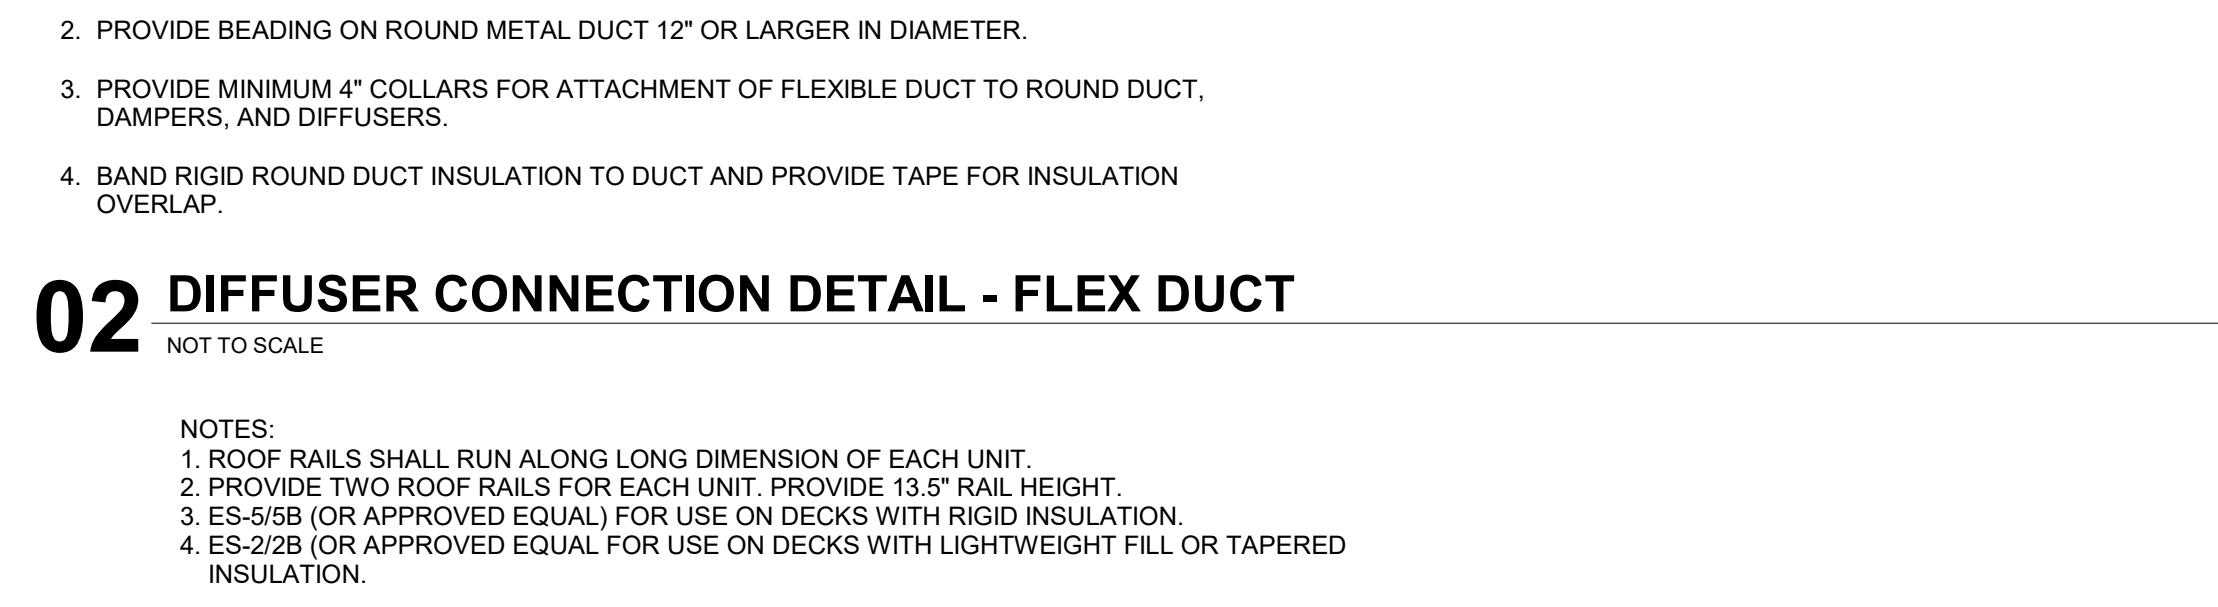 2. PROVIDE BEADING ON ROUND METAL DUCT 12" OR LARGER IN DIAMETER.
3. PROVIDE MINIMUM 4" COLLARS FOR ATTACHMENT OF FLEXIBLE DUCT TO ROUND DUCT,
DAMPERS, AND DIFFUSERS.
4. BAND RIGID ROUND DUCT INSULATION TO DUCT AND PROVIDE TAPE FOR INSULATION
OVERLAP.
02 DIFFUSER CONNECTION DETAIL - FLEX DUCT
NOT TO SCALE
NOTES:
1. ROOF RAILS SHALL RUN ALONG LONG DIMENSION OF EACH UNIT.
2. PROVIDE TWO ROOF RAILS FOR EACH UNIT. PROVIDE 13.5" RAIL HEIGHT.
3. ES-5/5B (OR APPROVED EQUAL) FOR USE ON DECKS WITH RIGID INSULATION.
4. ES-2/2B (OR APPROVED EQUAL FOR USE ON DECKS WITH LIGHTWEIGHT FILL OR TAPERED
INSULATION.